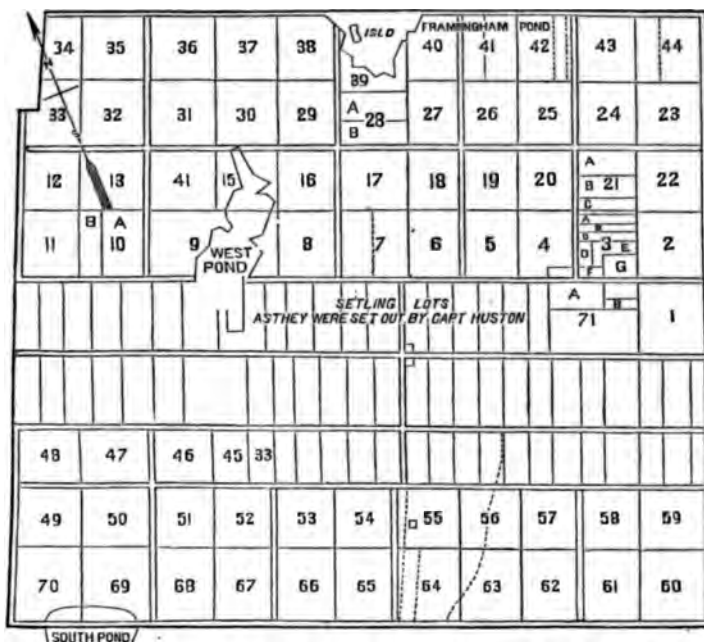 ISLD FRAMINGHAM POND
34 35 36 37 38 40 41 42 43 44
39
33 32 31 30 29 A 28 27 26 25 24 23
B
A
12 13 41 15 16 17 18 19 20 B 21 22
C
B A A
11 10 9 8 7 6 5 4 3 E 2
D
F G
WEST
POND
SETLING LOTS A B
AS THEY WERE SET OUT BY CAPT HUSTON 71 1
48 47 46 45 33
49 50 51 52 53 54 55 56 57 58 59
70 69 68 67 66 65 64 63 62 61 60
SOUTH POND